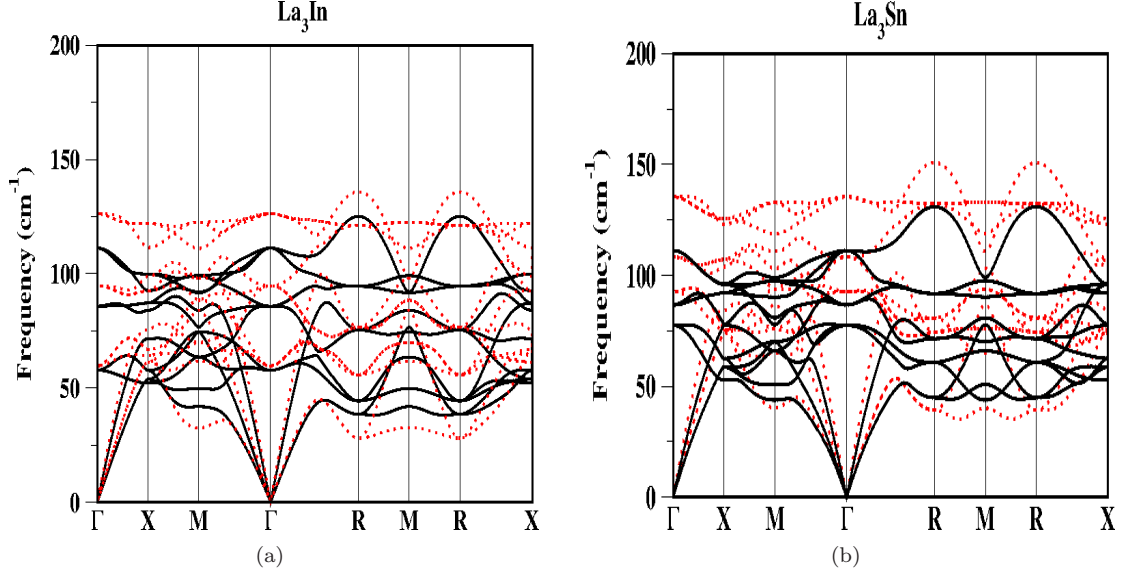 La₃In
Frequency (cm⁻¹)
200
150
100
50
0
Γ X M Γ R M R X
(a)
La₃Sn
Frequency (cm⁻¹)
200
150
100
50
0
Γ X M Γ R M R X
(b)